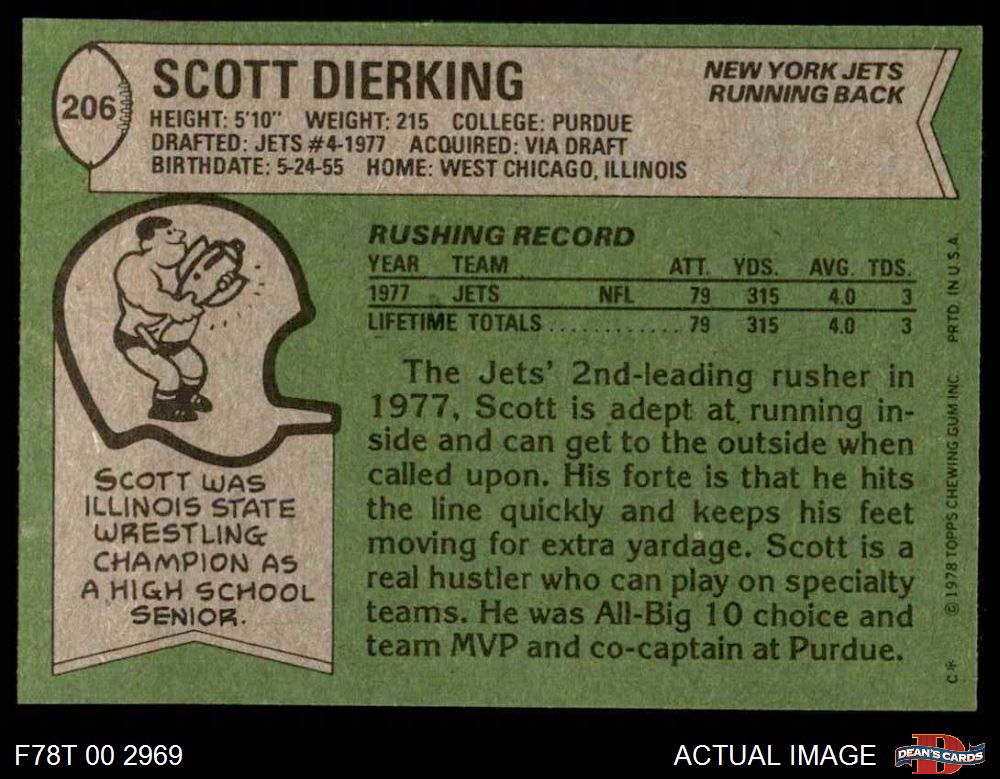 206
SCOTT DIERKING
NEW YORK JETS
RUNNING BACK
HEIGHT: 5'10" WEIGHT: 215 COLLEGE: PURDUE
DRAFTED: JETS #4-1977 ACQUIRED: VIA DRAFT
BIRTHDATE: 5-24-55 HOME: WEST CHICAGO, ILLINOIS
RUSHING RECORD
YEAR TEAM ATT. YDS. AVG. TDS.
1977 JETS NFL 79 315 4.0 3
LIFETIME TOTALS............ 79 315 4.0 3
The Jets' 2nd-leading rusher in
1977, Scott is adept at running in-
side and can get to the outside when
called upon. His forte is that he hits
the line quickly and keeps his feet
moving for extra yardage. Scott is a
real hustler who can play on specialty
teams. He was All-Big 10 choice and
team MVP and co-captain at Purdue.
SCOTT WAS
ILLINOIS STATE
WRESTLING
CHAMPION AS
A HIGH SCHOOL
SENIOR.
C* © 1978 TOPPS CHEWING GUM INC. PRTD. IN U.S.A.
F78T 00 2969
ACTUAL IMAGE
D
DEAN'S CARDS